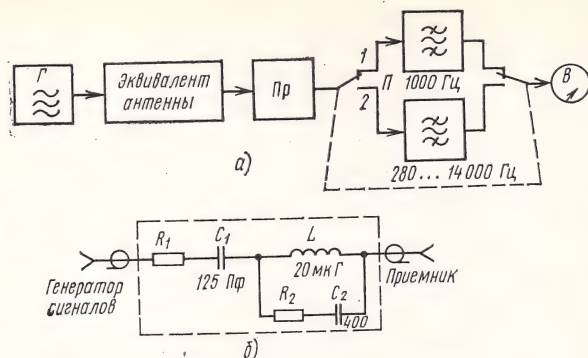 Г
Эквивалент антенны
Пр
1
П
2
1000 Гц
280...14000 Гц
В
а)
R1
C1
125 Пф
L
20 мкГ
R2
C2
400
Генератор сигналов
Приемник
б)